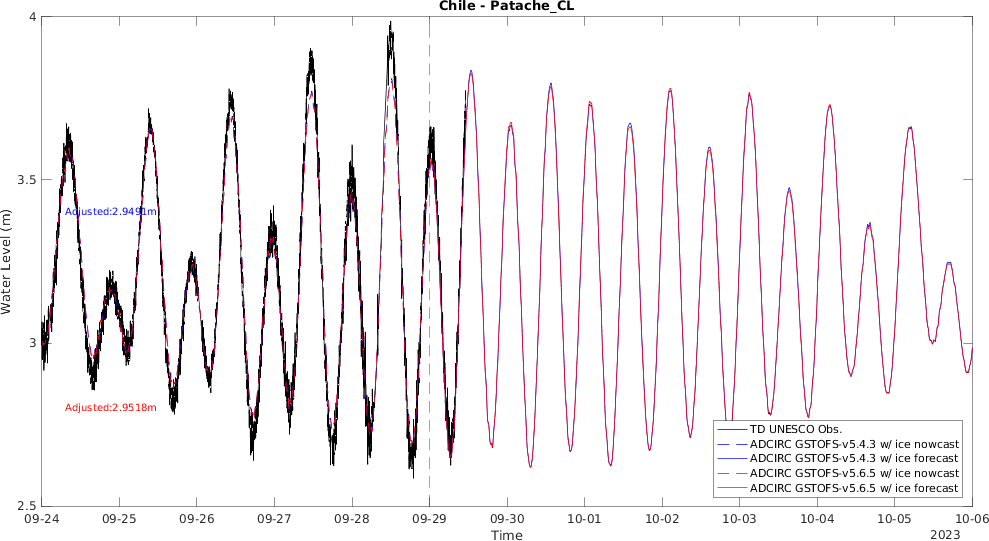 Chile - Patache_CL
4
3.5
3
2.5
Water Level (m)
Adjusted:2.9491m
Adjusted:2.9518m
TD UNESCO Obs.
ADCIRC GSTOFS-v5.4.3 w/ ice nowcast
ADCIRC GSTOFS-v5.4.3 w/ ice forecast
ADCIRC GSTOFS-v5.6.5 w/ ice nowcast
ADCIRC GSTOFS-v5.6.5 w/ ice forecast
09-24 09-25 09-26 09-27 09-28 09-29 09-30 10-01 10-02 10-03 10-04 10-05 10-06
Time
2023